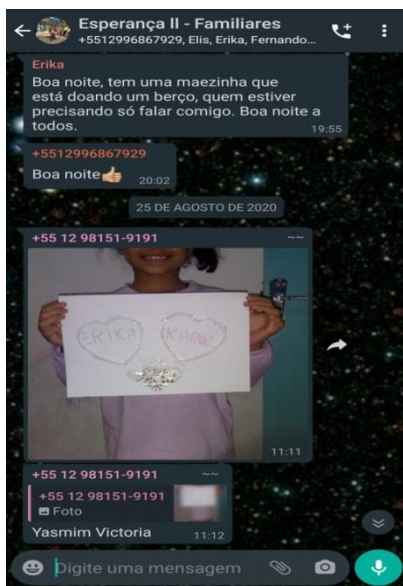 Esperança II - Familiares
+5512996867929, Elis, Erika, Fernando...
Erika
Boa noite, tem uma maezinha que
está doando um berço, quem estiver
precisando só falar comigo. Boa noite a
todos.
19:55
+5512996867929
Boa noite👍🏼
20:02
25 DE AGOSTO DE 2020
+55 12 98151-9191 ~~
ERIKA KAROL
11:11
+55 12 98151-9191 ~~
+55 12 98151-9191
Foto
Yasmim Victoria 11:12
Digite uma mensagem